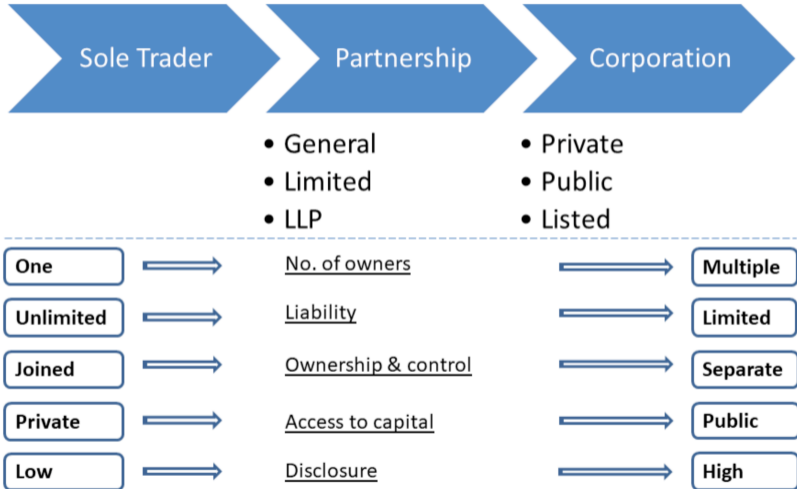 Sole Trader Partnership Corporation
• General • Private
• Limited • Public
• LLP • Listed
One No. of owners Multiple
Unlimited Liability Limited
Joined Ownership & control Separate
Private Access to capital Public
Low Disclosure High